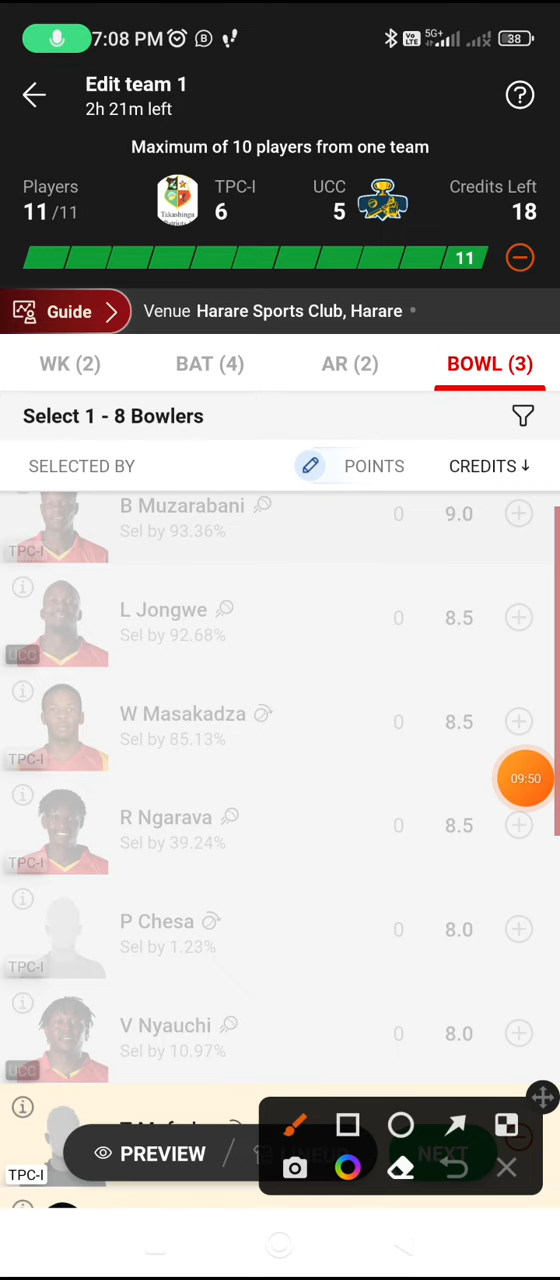 7:08 PM
5G+
38
Edit team 1
2h 21m left
Maximum of 10 players from one team
Players
11/11
TPC-I
6
UCC
5
Credits Left
18
11
Guide
Venue Harare Sports Club, Harare
WK (2)
BAT (4)
AR (2)
BOWL (3)
Select 1 - 8 Bowlers
SELECTED BY
POINTS
CREDITS↓
B Muzarabani
Sel by 93.36%
0
9.0
TPC-I
L Jongwe
Sel by 92.68%
0
8.5
UCC
W Masakadza
Sel by 85.13%
0
8.5
TPC-I
R Ngarava
Sel by 39.24%
0
8.5
TPC-I
09:50
P Chesa
Sel by 1.23%
0
8.0
TPC-I
V Nyauchi
Sel by 10.97%
0
8.0
UCC
TPC-I
PREVIEW
NEXT